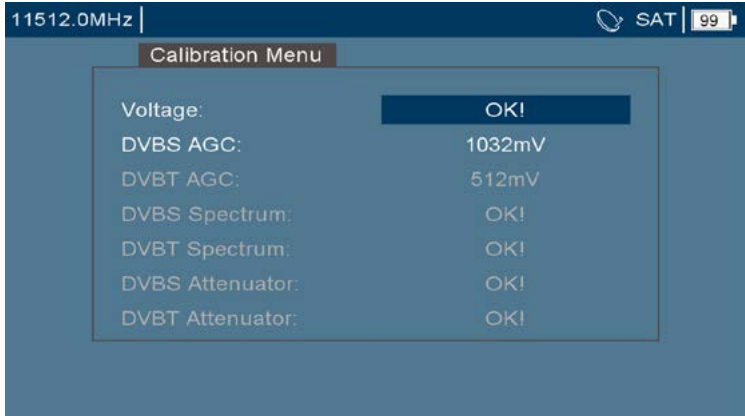 11512.0MHz SAT 99
Calibration Menu
Voltage: OK!
DVBS AGC: 1032mV
DVBT AGC: 512mV
DVBS Spectrum: OK!
DVBT Spectrum: OK!
DVBS Attenuator: OK!
DVBT Attenuator: OK!